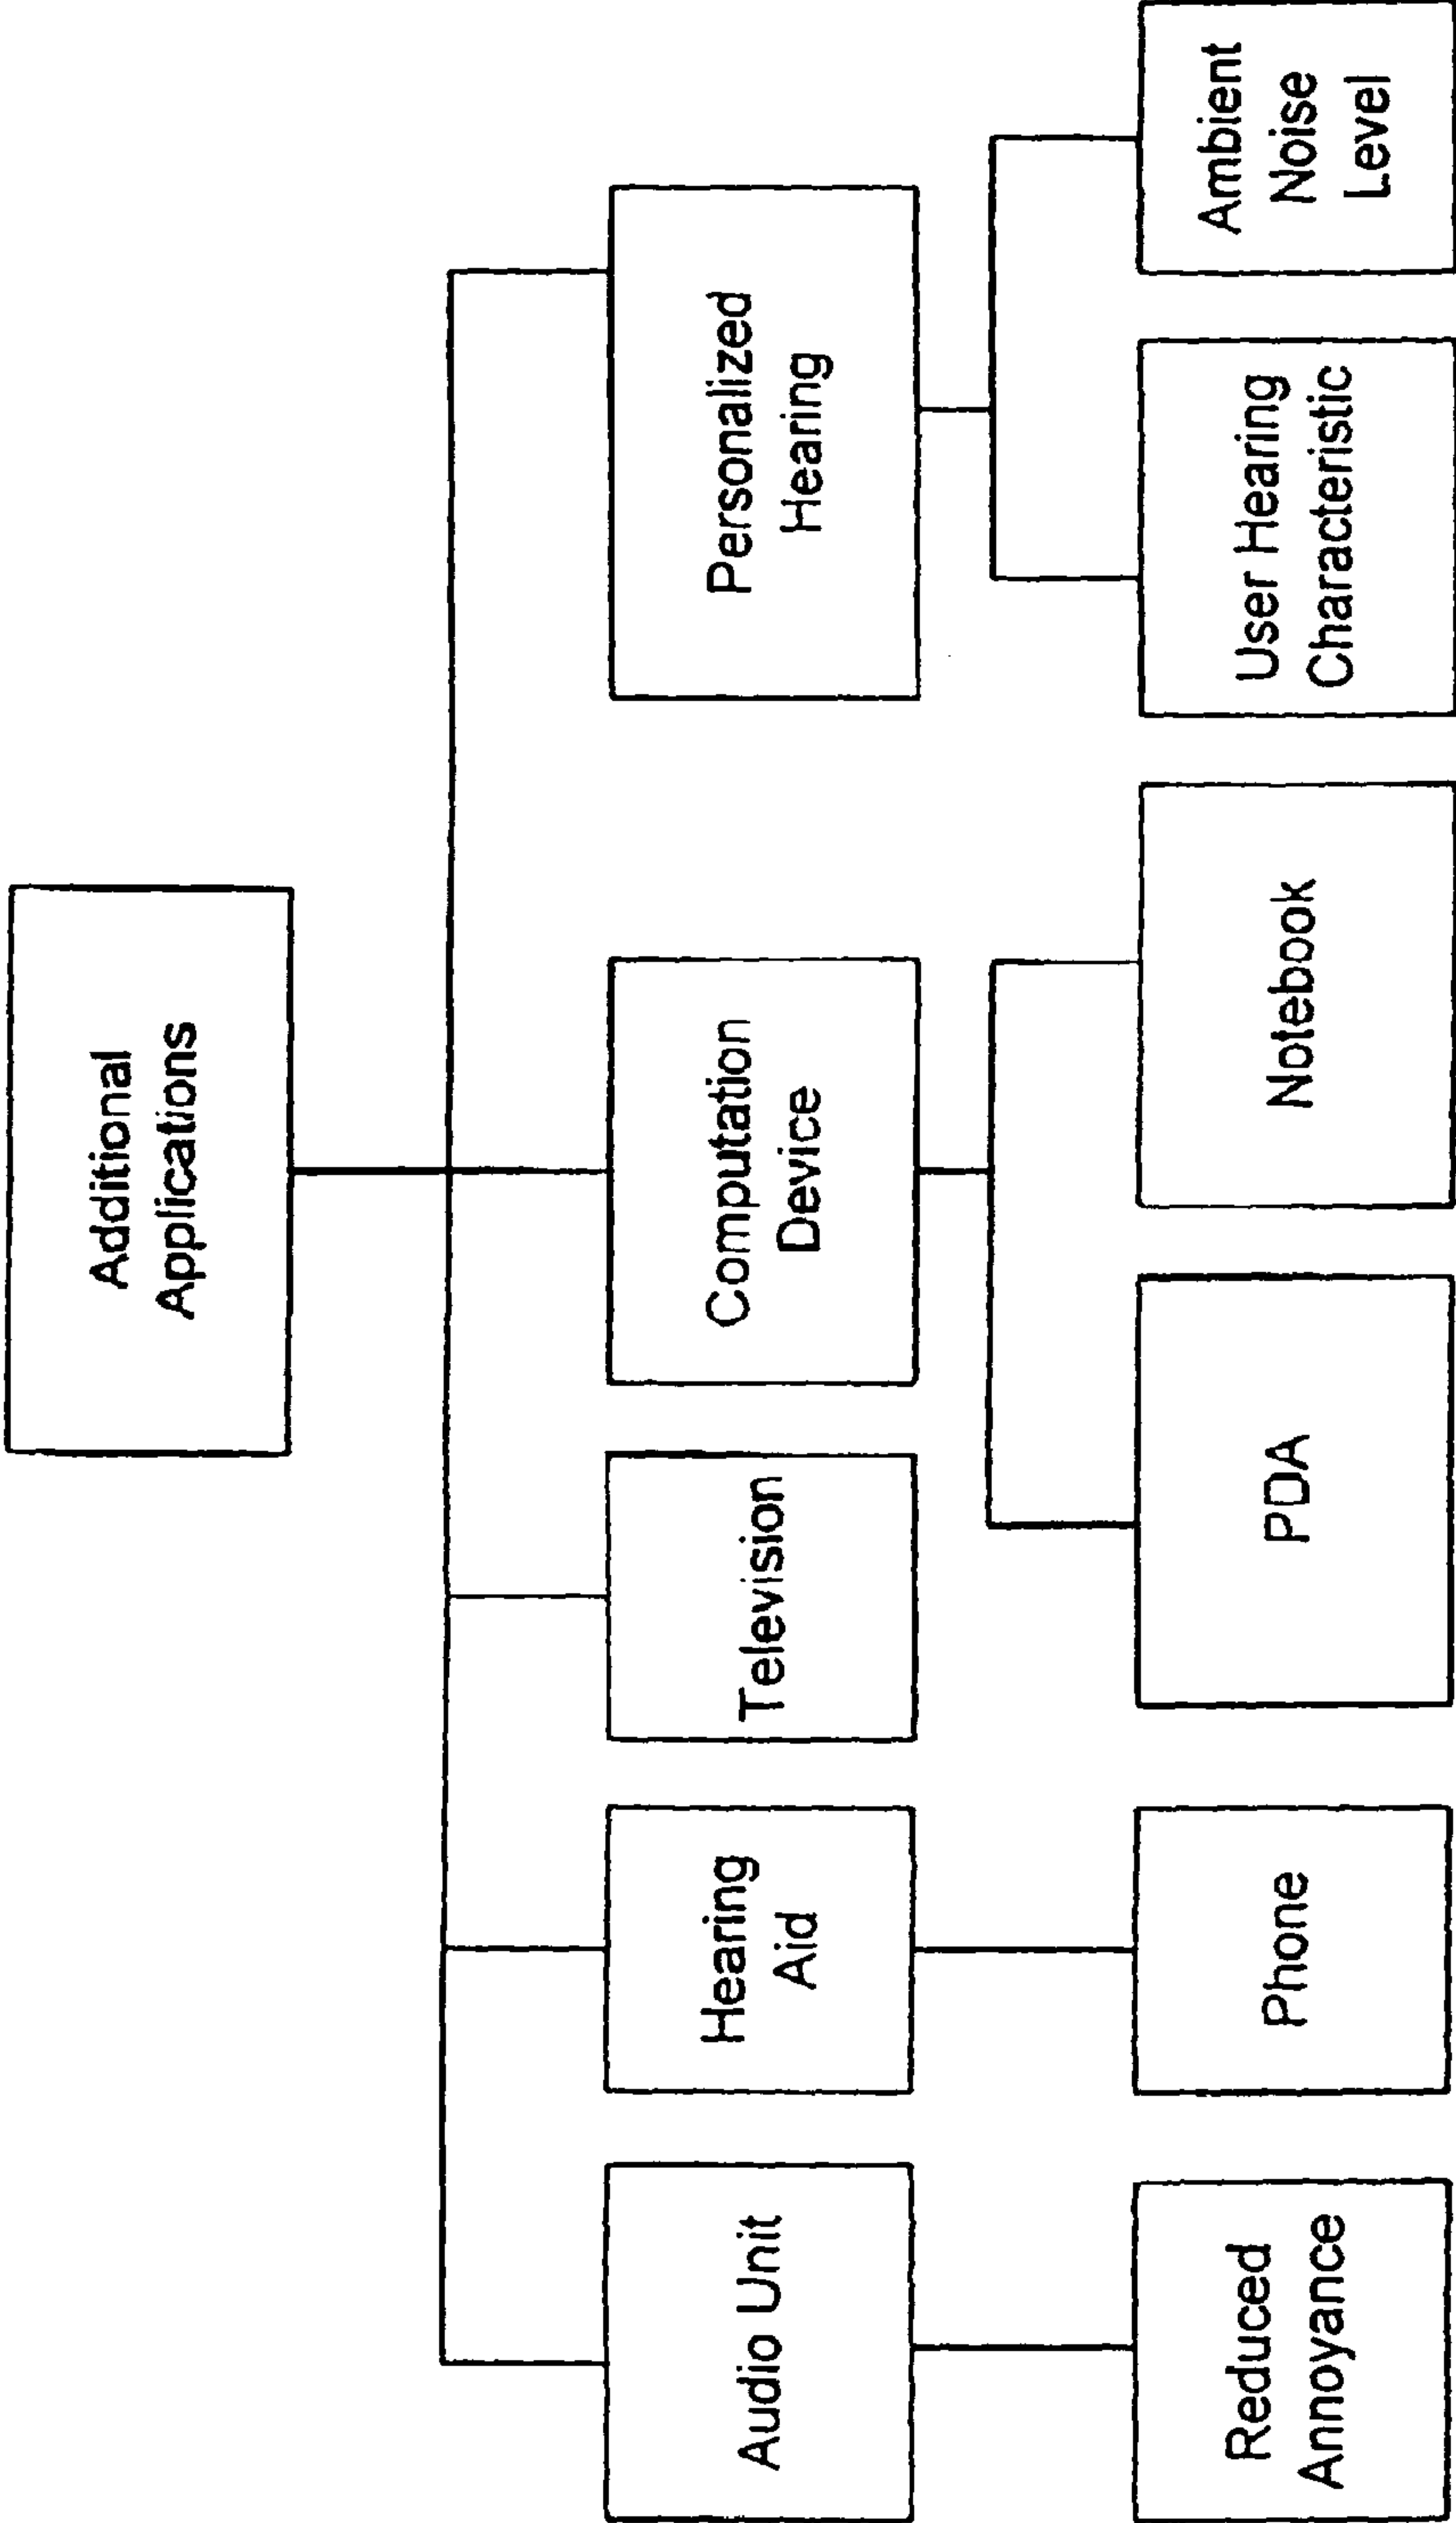 Additional
Applications
Audio Unit
Hearing
Aid
Television
Computation
Device
Personalized
Hearing
Reduced
Annoyance
Phone
PDA
Notebook
User Hearing
Characteristic
Ambient
Noise
Level